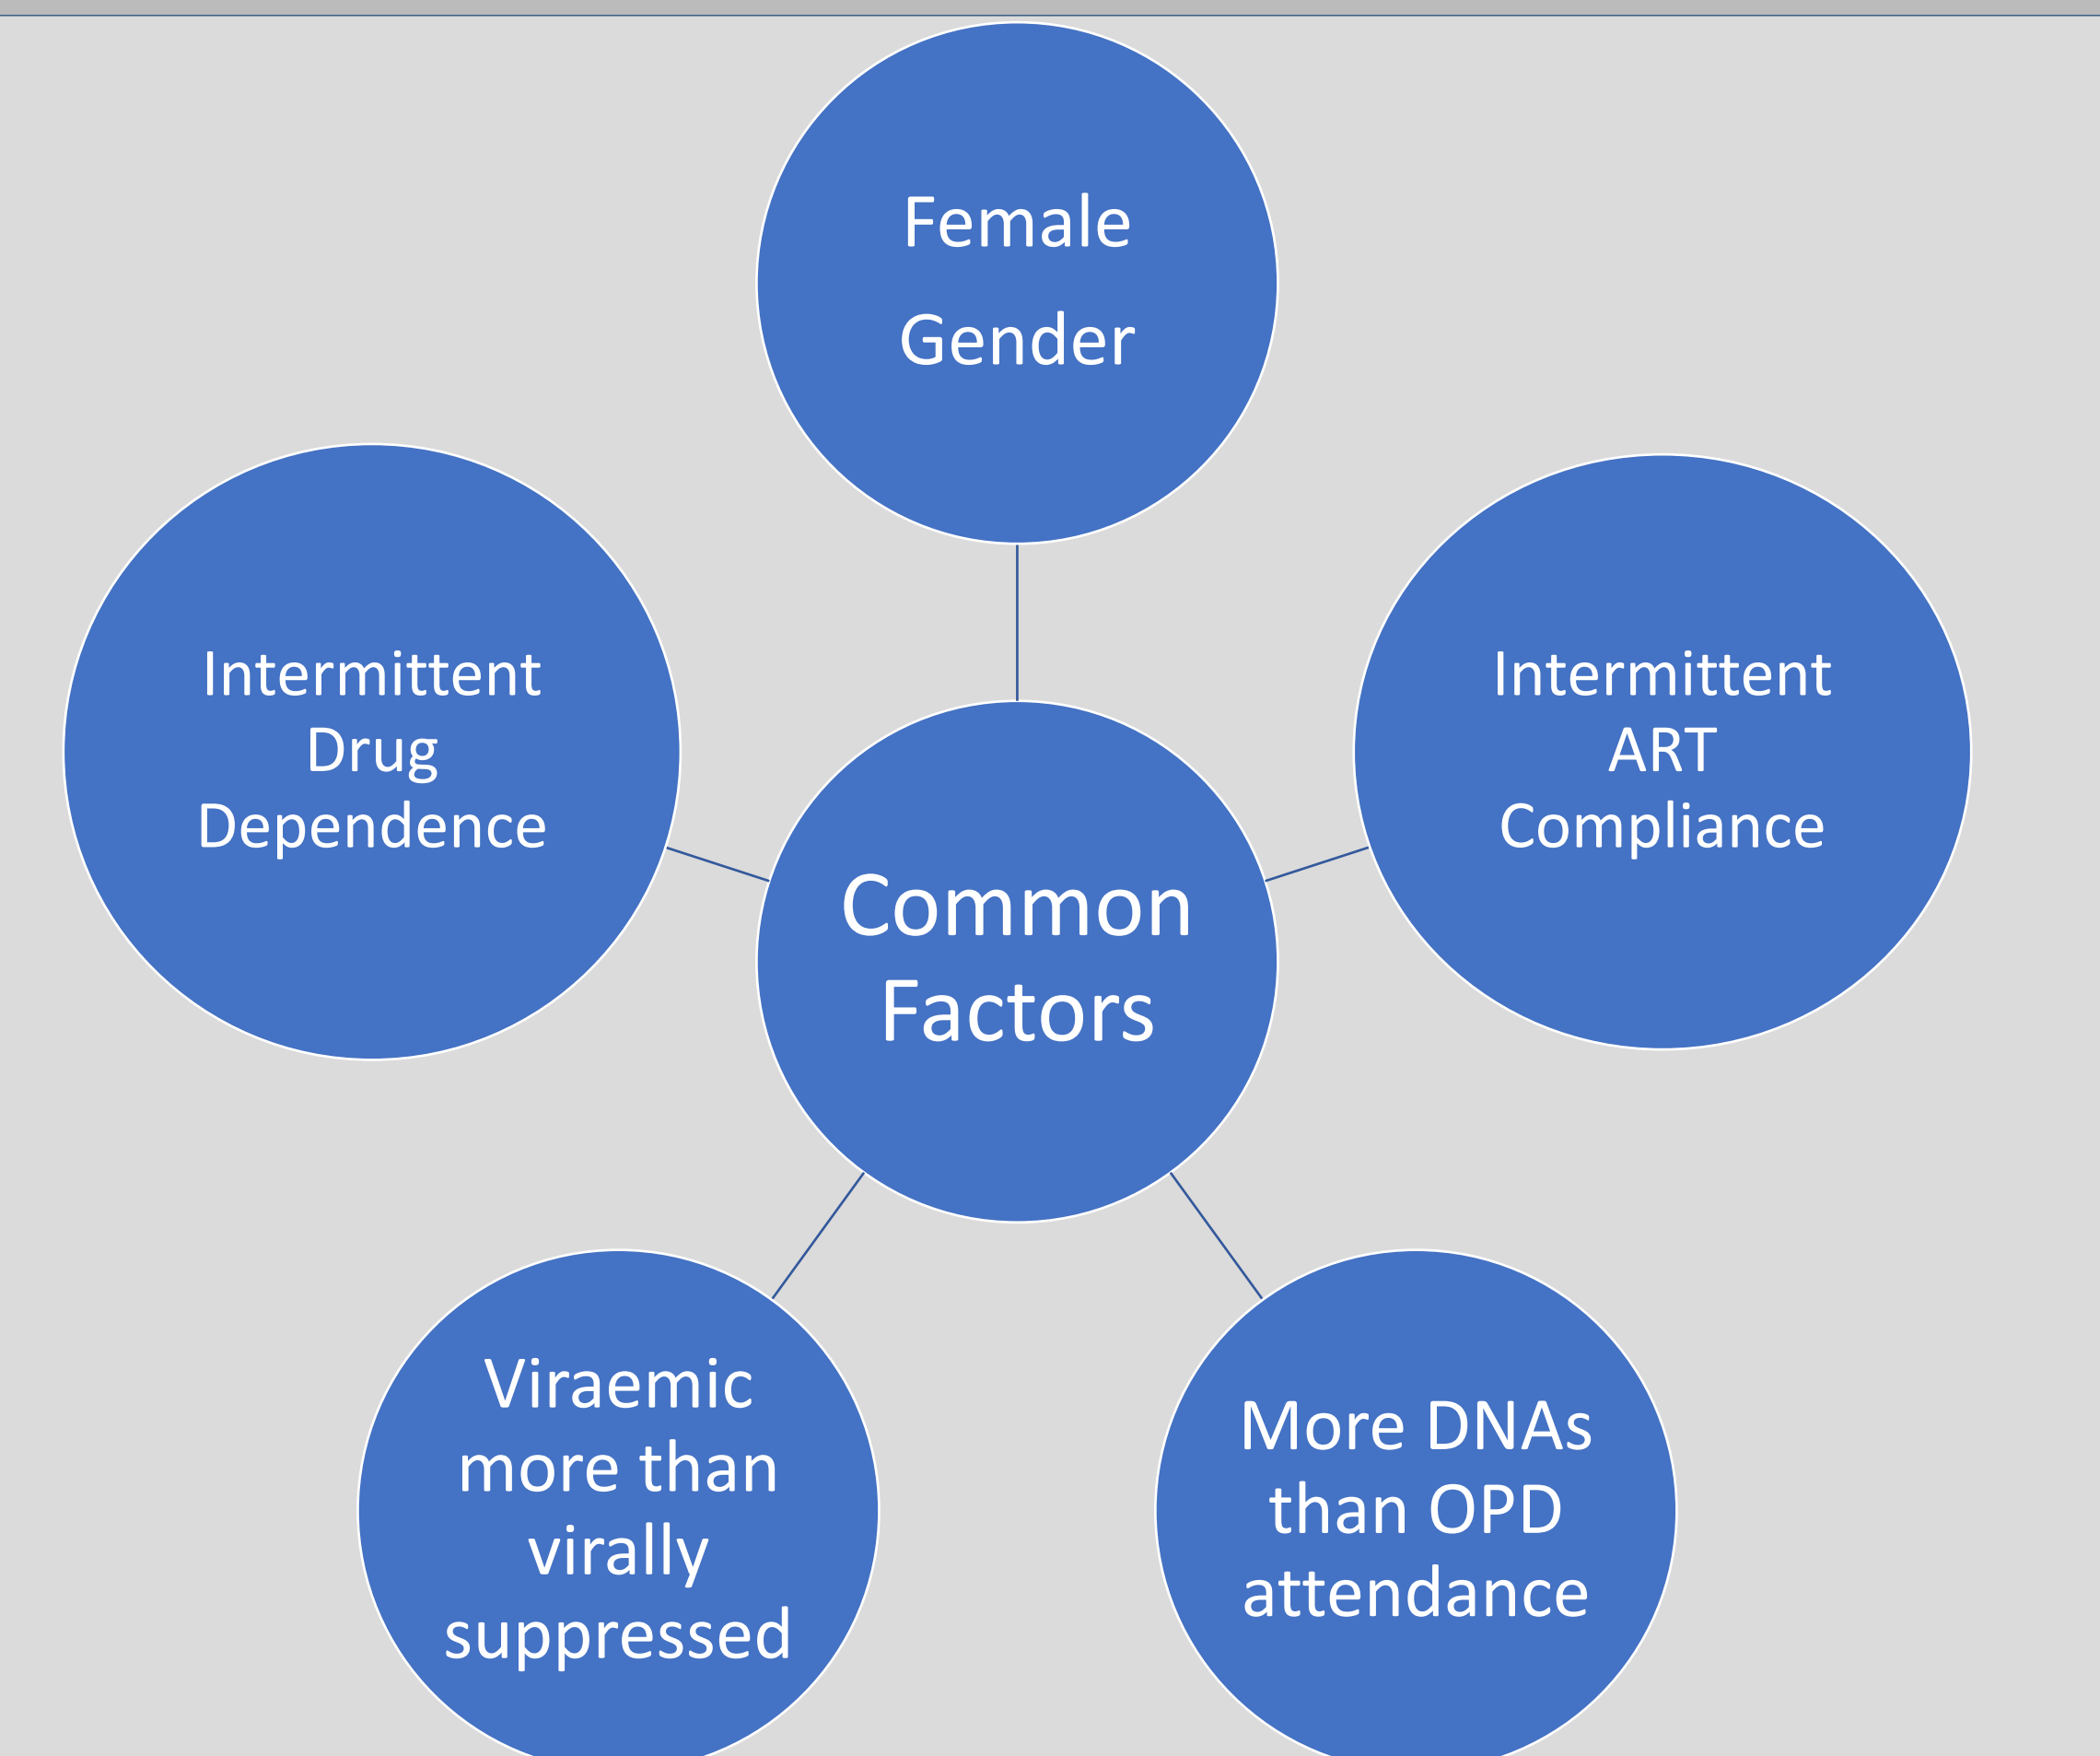 Female
Gender
Intermittent
Drug
Dependence
Intermittent
ART
Compliance
Common
Factors
Viraemic
more than
virally
suppressed
More DNAs
than OPD
attendance